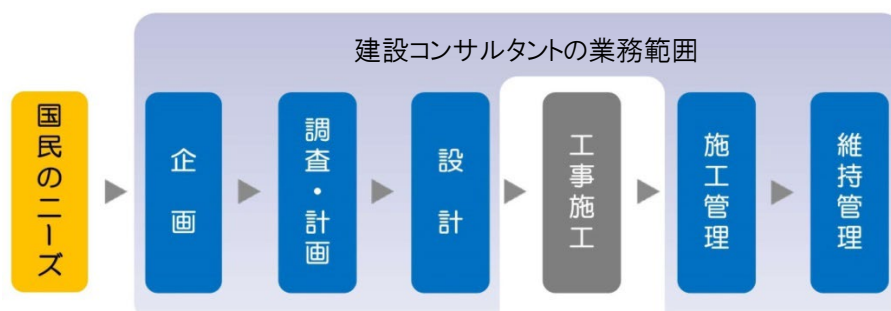 建設コンサルタントの業務範囲
国民のニーズ
企画
調査・計画
設計
工事施工
施工管理
維持管理